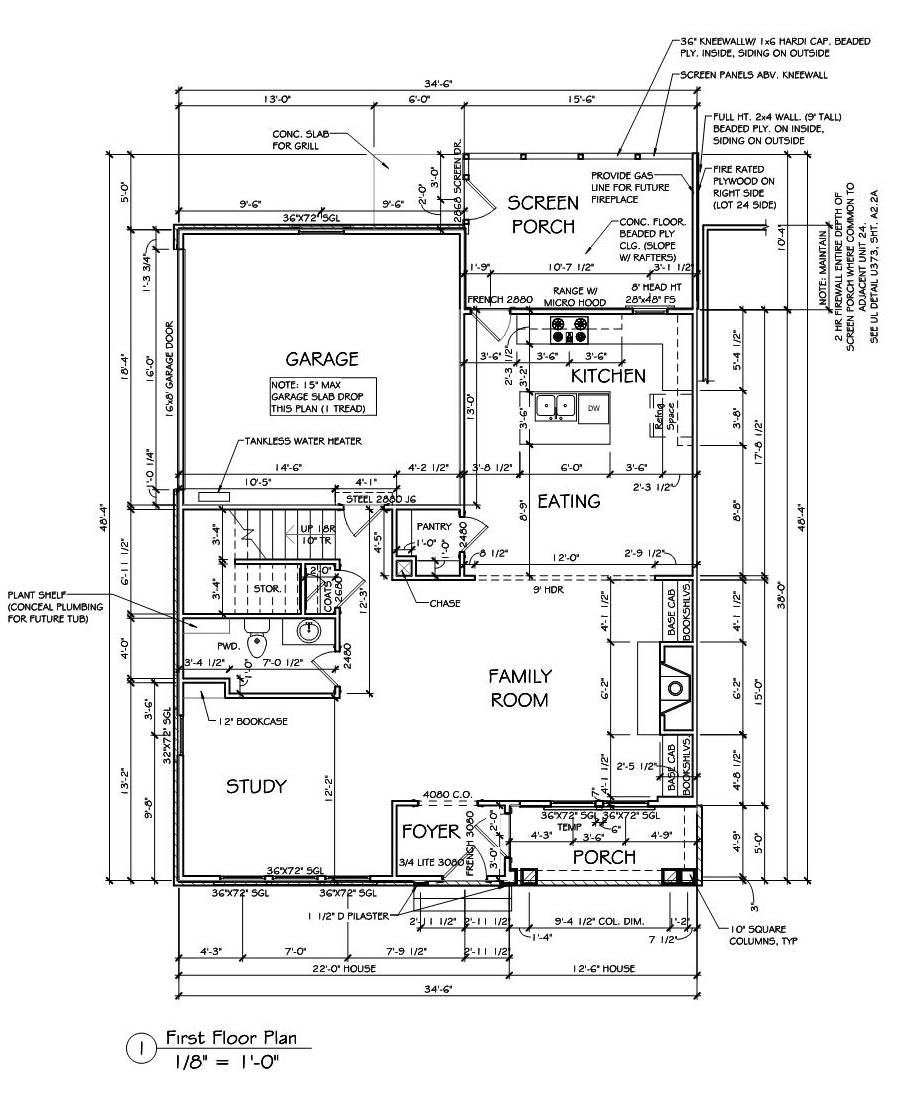 36" KNEEWALLW/ 1x6 HARDI CAP. BEADED
PLY. INSIDE, SIDING ON OUTSIDE
SCREEN PANELS ABV. KNEEWALL
34'-6"
13'-0"
6'-0"
15'-6"
FULL HT. 2x4 WALL. (9' TALL)
BEADED PLY. ON INSIDE,
SIDING ON OUTSIDE
CONC. SLAB
FOR GRILL
FIRE RATED
PLYWOOD ON
RIGHT SIDE
(LOT 24 SIDE)
PROVIDE GAS
LINE FOR FUTURE
FIREPLACE
5'-0"
3'-0"
2'-0"
2868 SCREEN DR.
SCREEN
PORCH
9'-6"
9'-6"
36"X72" SGL
CONC. FLOOR.
BEADED PLY
CLG. (SLOPE
W/ RAFTERS)
10'-4"
NOTE: MAINTAIN
2 HR FIREWALL ENTIRE DEPTH OF
SCREEN PORCH WHERE COMMON TO
ADJACENT UNIT 24.
SEE UL DETAIL U373, SHT. A2.2A
1'-3 3/4"
1'-9"
10'-7 1/2"
3'-1 1/2"
FRENCH 2880
RANGE W/
MICRO HOOD
8' HEAD HT
28"x48" FS
18'-4"
16'-0"
16'x8' GARAGE DOOR
GARAGE
NOTE: 15" MAX
GARAGE SLAB DROP
THIS PLAN (1 TREAD)
3'-6"
3'-6"
3'-6"
2'-3 1/2"
3'-2"
KITCHEN
5'-4 1/2"
13'-0"
3'-6"
DW
Refrig.
Space
3'-8"
17'-8 1/2"
TANKLESS WATER HEATER
14'-6"
4'-2 1/2"
3'-8 1/2"
6'-0"
3'-6"
10'-5"
4'-1"
2'-3 1/2"
1'-0 1/4"
STEEL 2880 J6
EATING
8'-9"
8'-8"
48'-4"
48'-4"
3'-4"
UP 18R
10" TR
4'-5"
PANTRY
1'-0"
1'-0"
2480
8 1/2"
12'-0"
2'-9 1/2"
6'-11 1/2"
3'-4"
STOR.
2'-0"
COATS
2680
12'-3"
CHASE
9' HDR
38'-0"
PLANT SHELF
(CONCEAL PLUMBING
FOR FUTURE TUB)
4'-1 1/2"
BASE CAB
BOOKSHLVS
4'-1 1/2"
4'-0"
PWD.
3'-4 1/2"
7'-0 1/2"
1'-0"
2480
FAMILY
ROOM
6'-2"
6'-2"
15'-0"
3'-6"
32"X72" SGL
12" BOOKCASE
13'-2"
9'-8"
STUDY
12'-2"
4'-1 1/2"
7"
2'-5 1/2"
BASE CAB
BOOKSHLVS
4'-8 1/2"
4080 C.O.
FOYER
FRENCH 3080
2'-0"
3'-0"
3/4 LITE 3080
36"X72" SGL
36"X72" SGL
TEMP
6"
4'-3"
3'-6"
4'-9"
PORCH
4'-9"
5'-0"
36"X72" SGL
36"X72" SGL
36"X72" SGL
3"
1 1/2" D PILASTER
2'-11 1/2"
2'-11 1/2"
9'-4 1/2" COL. DIM.
1'-2"
1'-4"
7 1/2"
10" SQUARE
COLUMNS, TYP
4'-3"
7'-0"
7'-9 1/2"
2'-11 1/2"
22'-0" HOUSE
12'-6" HOUSE
34'-6"
1
First Floor Plan
1/8" = 1'-0"